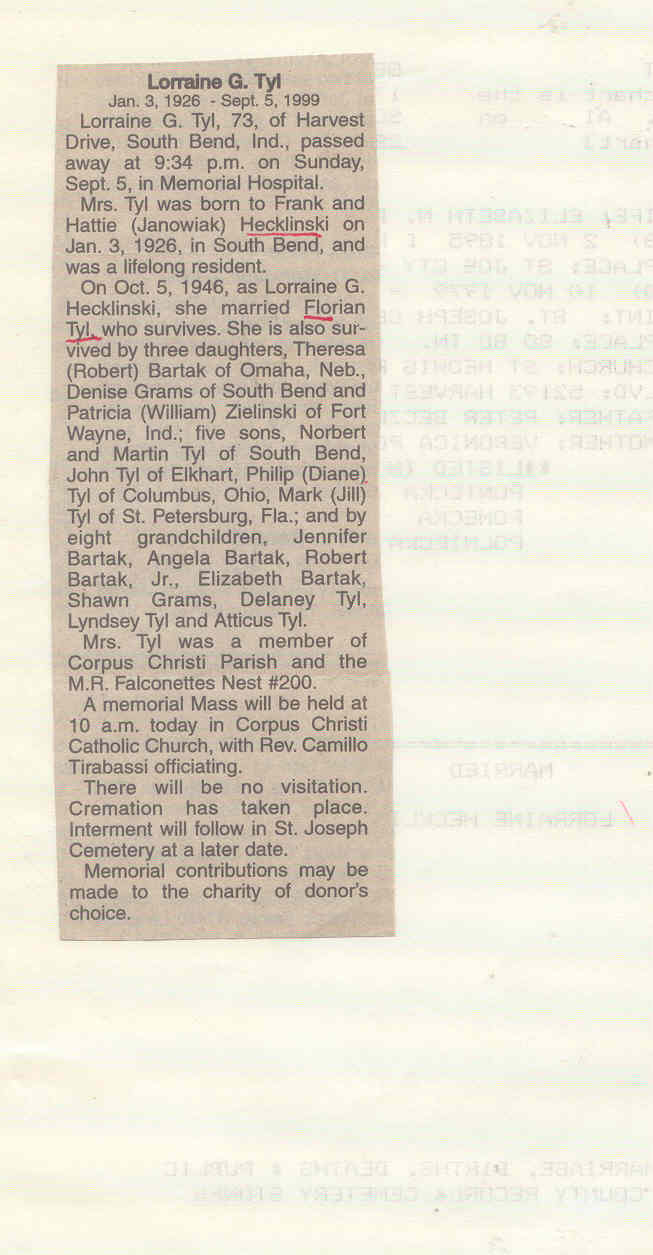 Lorraine G. Tyl
Jan. 3, 1926 - Sept. 5, 1999
Lorraine G. Tyl, 73, of Harvest
Drive, South Bend, Ind., passed
away at 9:34 p.m. on Sunday,
Sept. 5, in Memorial Hospital.
Mrs. Tyl was born to Frank and
Hattie (Janowiak) Hecklinski on
Jan. 3, 1926, in South Bend, and
was a lifelong resident.
On Oct. 5, 1946, as Lorraine G.
Hecklinski, she married Florian
Tyl, who survives. She is also sur-
vived by three daughters, Theresa
(Robert) Bartak of Omaha, Neb.,
Denise Grams of South Bend and
Patricia (William) Zielinski of Fort
Wayne, Ind.; five sons, Norbert
and Martin Tyl of South Bend,
John Tyl of Elkhart, Philip (Diane)
Tyl of Columbus, Ohio, Mark (Jill)
Tyl of St. Petersburg, Fla.; and by
eight grandchildren, Jennifer
Bartak, Angela Bartak, Robert
Bartak, Jr., Elizabeth Bartak,
Shawn Grams, Delaney Tyl,
Lyndsey Tyl and Atticus Tyl.
Mrs. Tyl was a member of
Corpus Christi Parish and the
M.R. Falconettes Nest #200.
A memorial Mass will be held at
10 a.m. today in Corpus Christi
Catholic Church, with Rev. Camillo
Tirabassi officiating.
There will be no visitation.
Cremation has taken place.
Interment will follow in St. Joseph
Cemetery at a later date.
Memorial contributions may be
made to the charity of donor's
choice.
MARRIED
LORRAINE
MARRIAGE, BIRTHS, DEATHS & PUBLIC
COUNTY RECORD & CEMETERY